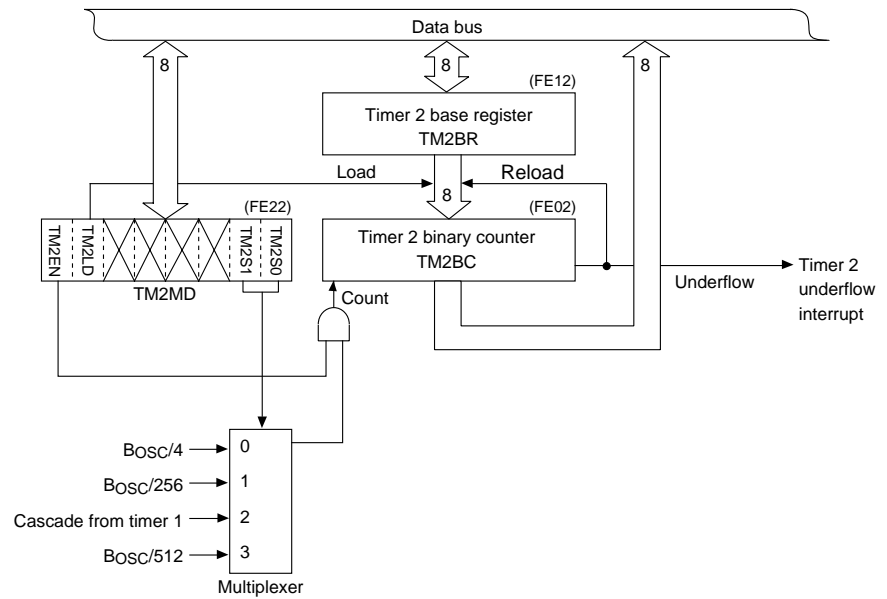 Data bus
8
8
8
(FE12)
Timer 2 base register
TM2BR
Load
Reload
8
(FE22)
(FE02)
TM2EN
TM2LD
TM2S1
TM2S0
Timer 2 binary counter
TM2BC
TM2MD
Count
Underflow
Timer 2
underflow
interrupt
BOSC/4
0
BOSC/256
1
Cascade from timer 1
2
BOSC/512
3
Multiplexer